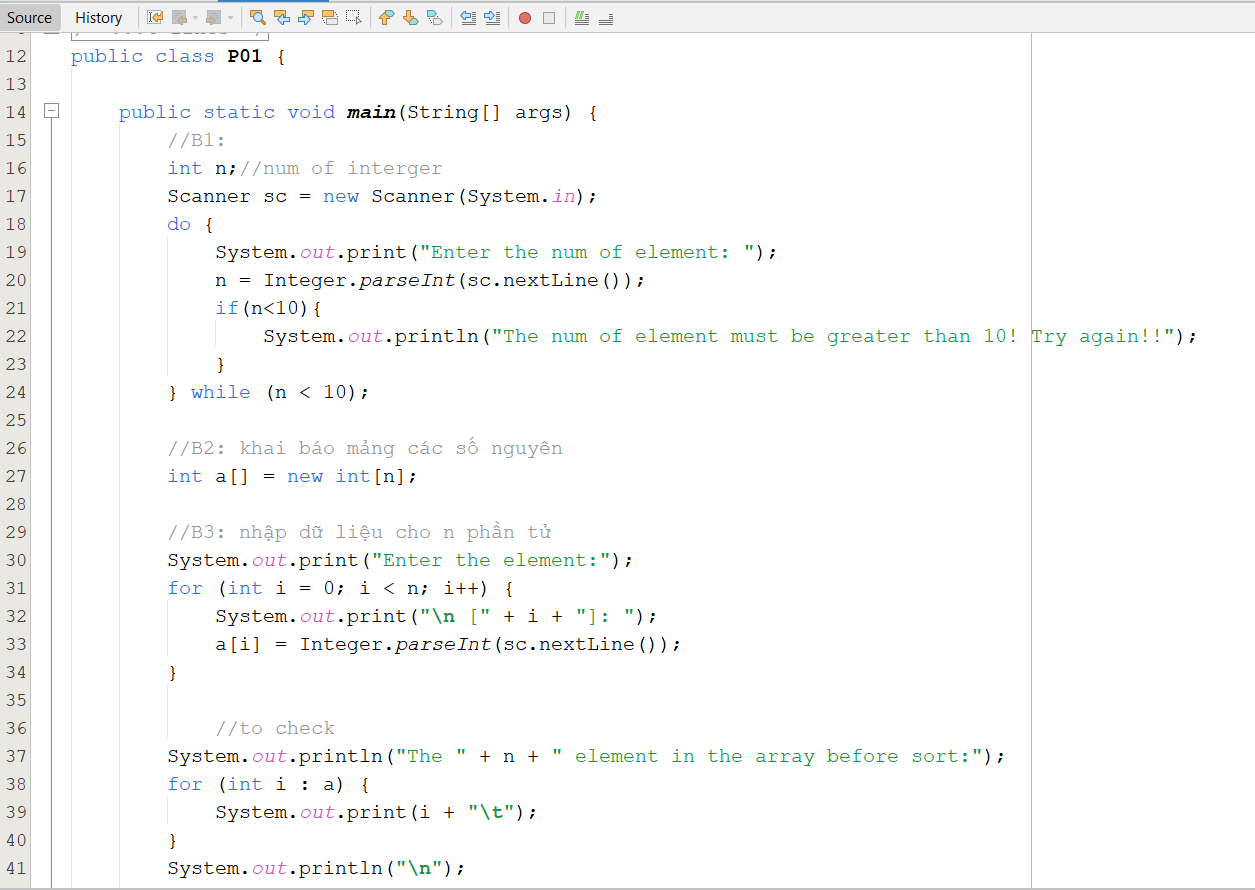 Source History
12 public class P01 {
13
14 public static void main(String[] args) {
15 //B1:
16 int n;//num of interger
17 Scanner sc = new Scanner(System.in);
18 do {
19 System.out.print("Enter the num of element: ");
20 n = Integer.parseInt(sc.nextLine());
21 if(n<10){
22 System.out.println("The num of element must be greater than 10! Try again!!");
23 }
24 } while (n < 10);
25
26 //B2: khai báo mảng các số nguyên
27 int a[] = new int[n];
28
29 //B3: nhập dữ liệu cho n phần tử
30 System.out.print("Enter the element:");
31 for (int i = 0; i < n; i++) {
32 System.out.print("\n [" + i + "]: ");
33 a[i] = Integer.parseInt(sc.nextLine());
34 }
35
36 //to check
37 System.out.println("The " + n + " element in the array before sort:");
38 for (int i : a) {
39 System.out.print(i + "\t");
40 }
41 System.out.println("\n");